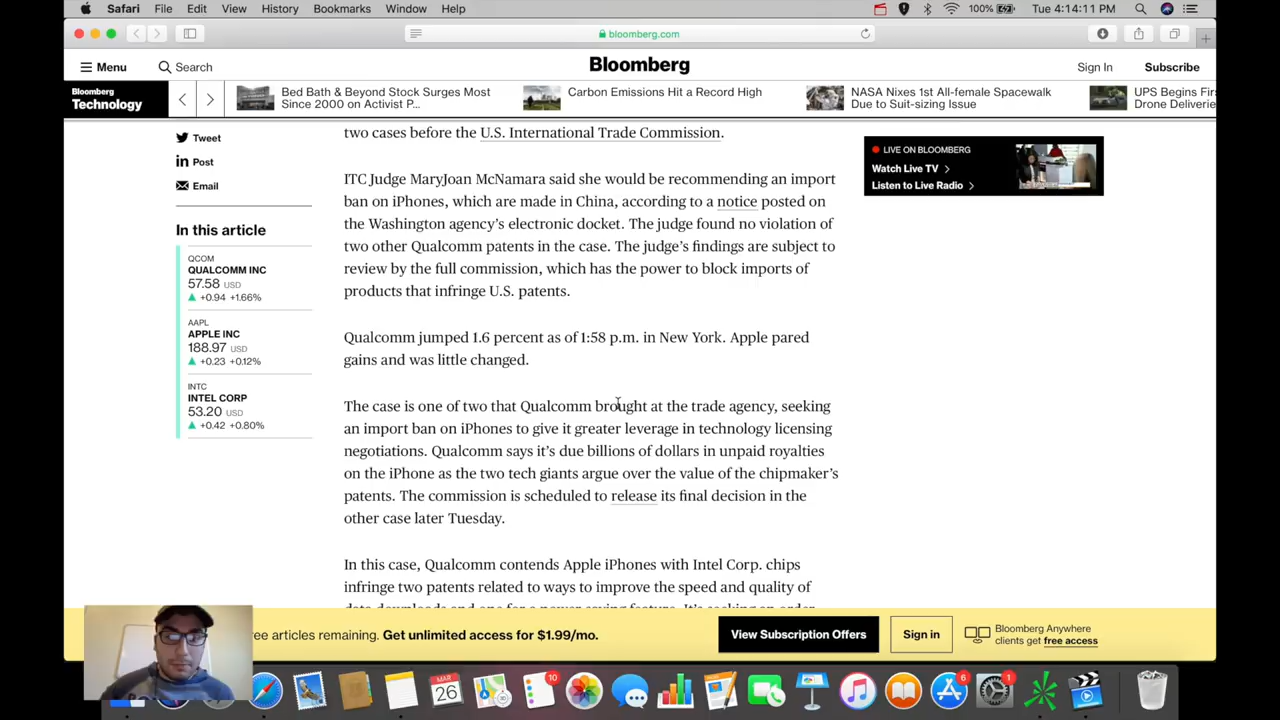 Safari File Edit View History Bookmarks Window Help 100% Tue 4:14:11 PM
bloomberg.com
Menu Search Bloomberg Sign In Subscribe
Bloomberg
Technology
Bed Bath & Beyond Stock Surges Most
Since 2000 on Activist P...
Carbon Emissions Hit a Record High
NASA Nixes 1st All-female Spacewalk
Due to Suit-sizing Issue
UPS Begins Firs
Drone Deliverie
Tweet
Post
Email
In this article
QCOM
QUALCOMM INC
57.58 USD
+0.94 +1.66%
AAPL
APPLE INC
188.97 USD
+0.23 +0.12%
INTC
INTEL CORP
53.20 USD
+0.42 +0.80%
two cases before the U.S. International Trade Commission.
ITC Judge MaryJoan McNamara said she would be recommending an import
ban on iPhones, which are made in China, according to a notice posted on
the Washington agency's electronic docket. The judge found no violation of
two other Qualcomm patents in the case. The judge's findings are subject to
review by the full commission, which has the power to block imports of
products that infringe U.S. patents.
Qualcomm jumped 1.6 percent as of 1:58 p.m. in New York. Apple pared
gains and was little changed.
The case is one of two that Qualcomm brought at the trade agency, seeking
an import ban on iPhones to give it greater leverage in technology licensing
negotiations. Qualcomm says it's due billions of dollars in unpaid royalties
on the iPhone as the two tech giants argue over the value of the chipmaker's
patents. The commission is scheduled to release its final decision in the
other case later Tuesday.
In this case, Qualcomm contends Apple iPhones with Intel Corp. chips
infringe two patents related to ways to improve the speed and quality of
LIVE ON BLOOMBERG
Watch Live TV
Listen to Live Radio
free articles remaining. Get unlimited access for $1.99/mo.
View Subscription Offers
Sign in
Bloomberg Anywhere
clients get free access
MAR
26
10
6
1